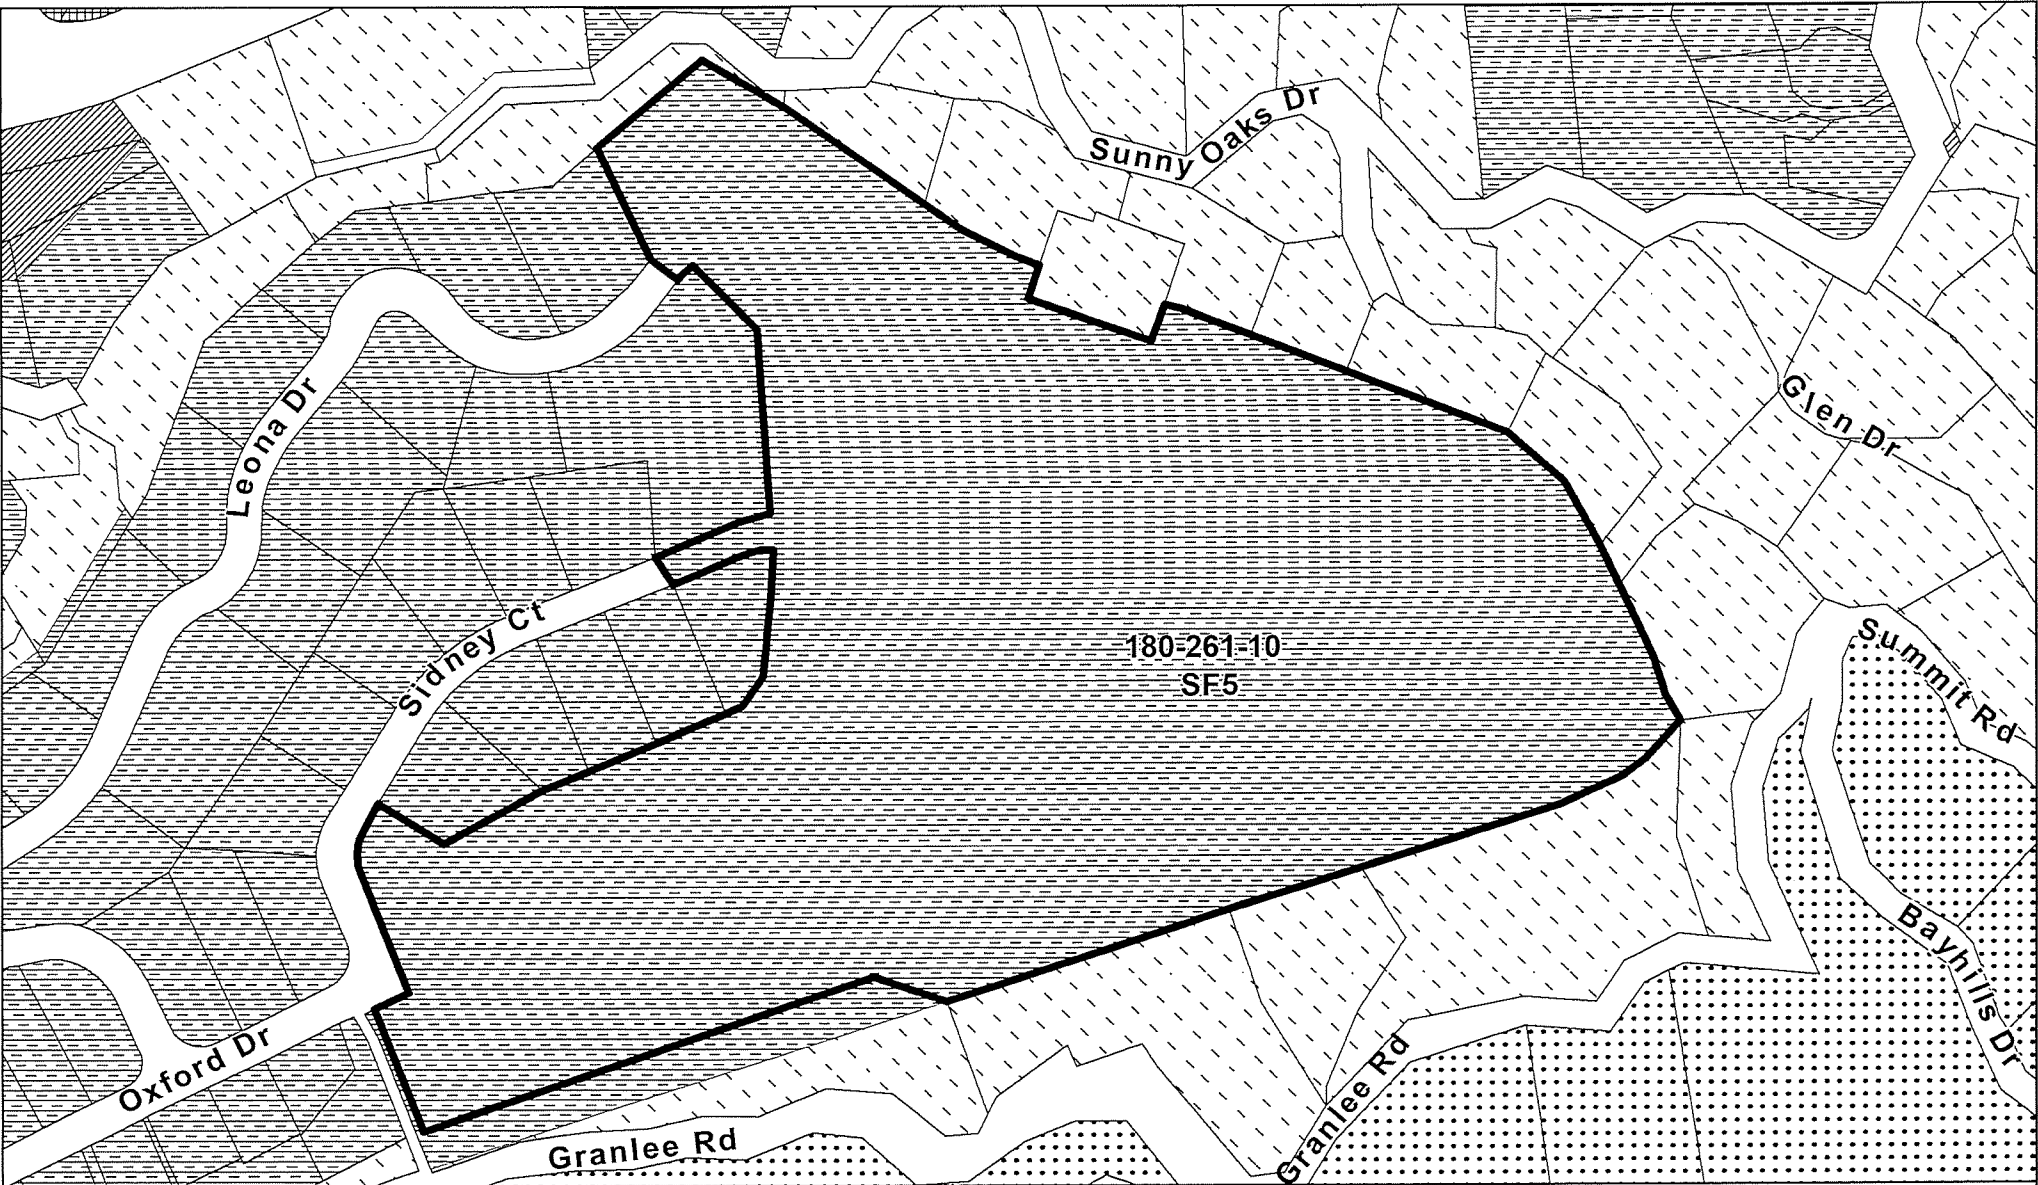 Sunny Oaks Dr
Leona Dr
Glen Dr
Sidney Ct
180-261-10
SF5
Summit Rd
Bayhills Dr
Oxford Dr
Granlee Rd
Granlee Rd